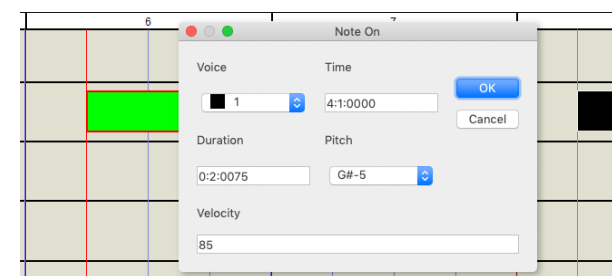 6
7
Note On
Voice
Time
1
4:1:0000
OK
Cancel
Duration
Pitch
0:2:0075
G#-5
Velocity
85